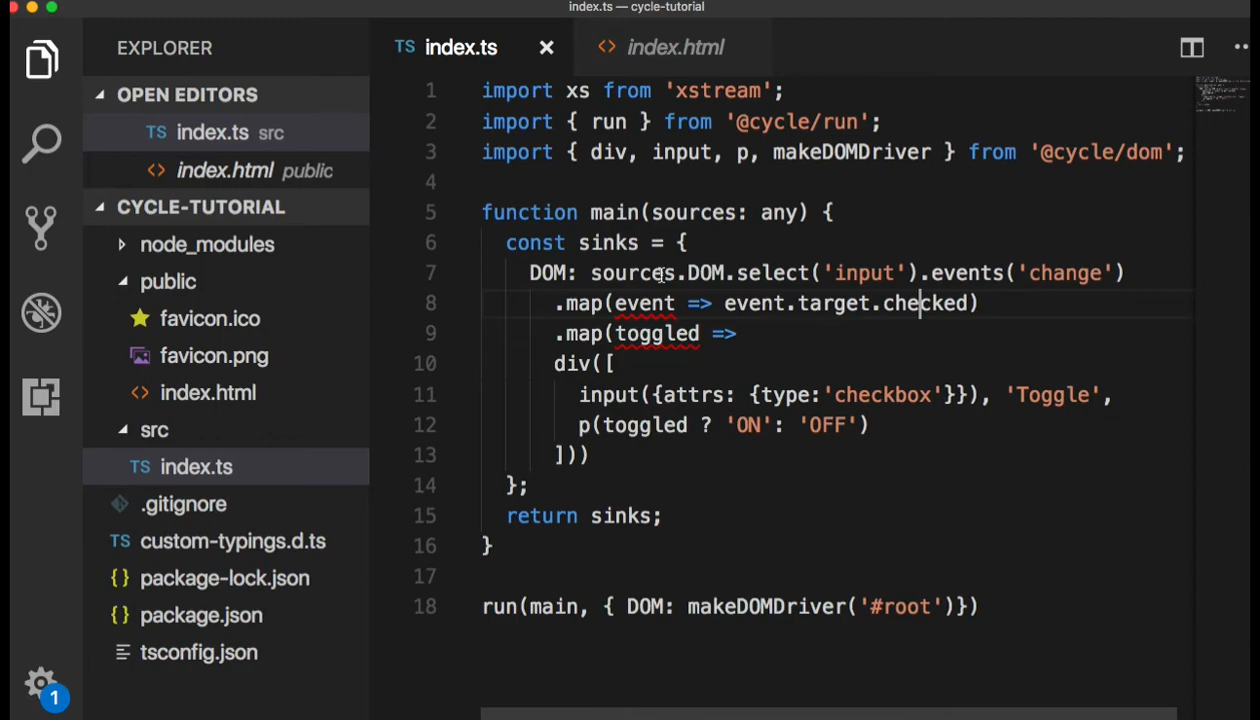 index.ts — cycle-tutorial
EXPLORER
OPEN EDITORS
TS index.ts src
<> index.html public
CYCLE-TUTORIAL
node_modules
public
favicon.ico
favicon.png
<> index.html
src
TS index.ts
.gitignore
TS custom-typings.d.ts
{} package-lock.json
{} package.json
tsconfig.json
1
TS index.ts
<> index.html
1 import xs from 'xstream';
2 import { run } from '@cycle/run';
3 import { div, input, p, makeDOMDriver } from '@cycle/dom';
4
5 function main(sources: any) {
6 const sinks = {
7 DOM: sources.DOM.select('input').events('change')
8 .map(event => event.target.checked)
9 .map(toggled =>
10 div([
11 input({attrs: {type:'checkbox'}}), 'Toggle',
12 p(toggled ? 'ON': 'OFF')
13 ]))
14 };
15 return sinks;
16 }
17
18 run(main, { DOM: makeDOMDriver('#root')})